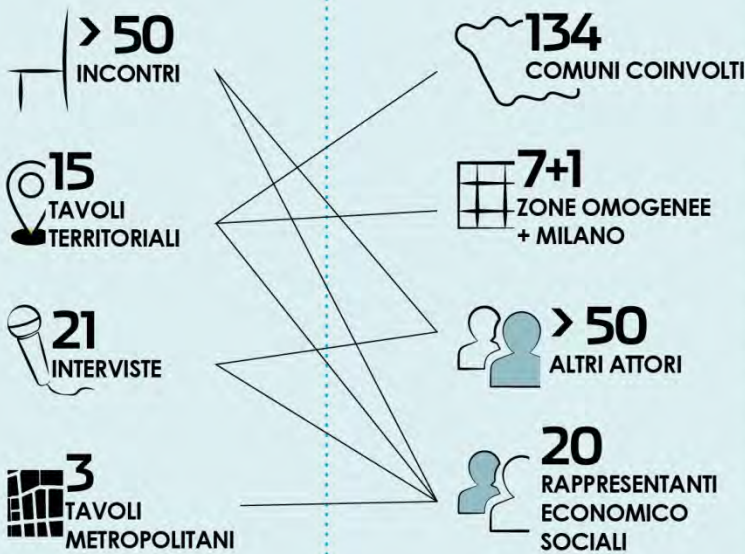 > 50
INCONTRI
15
TAVOLI
TERRITORIALI
21
INTERVISTE
3
TAVOLI
METROPOLITANI
134
COMUNI COINVOLTI
7+1
ZONE OMOGENEE
+ MILANO
> 50
ALTRI ATTORI
20
RAPPRESENTANTI
ECONOMICO
SOCIALI